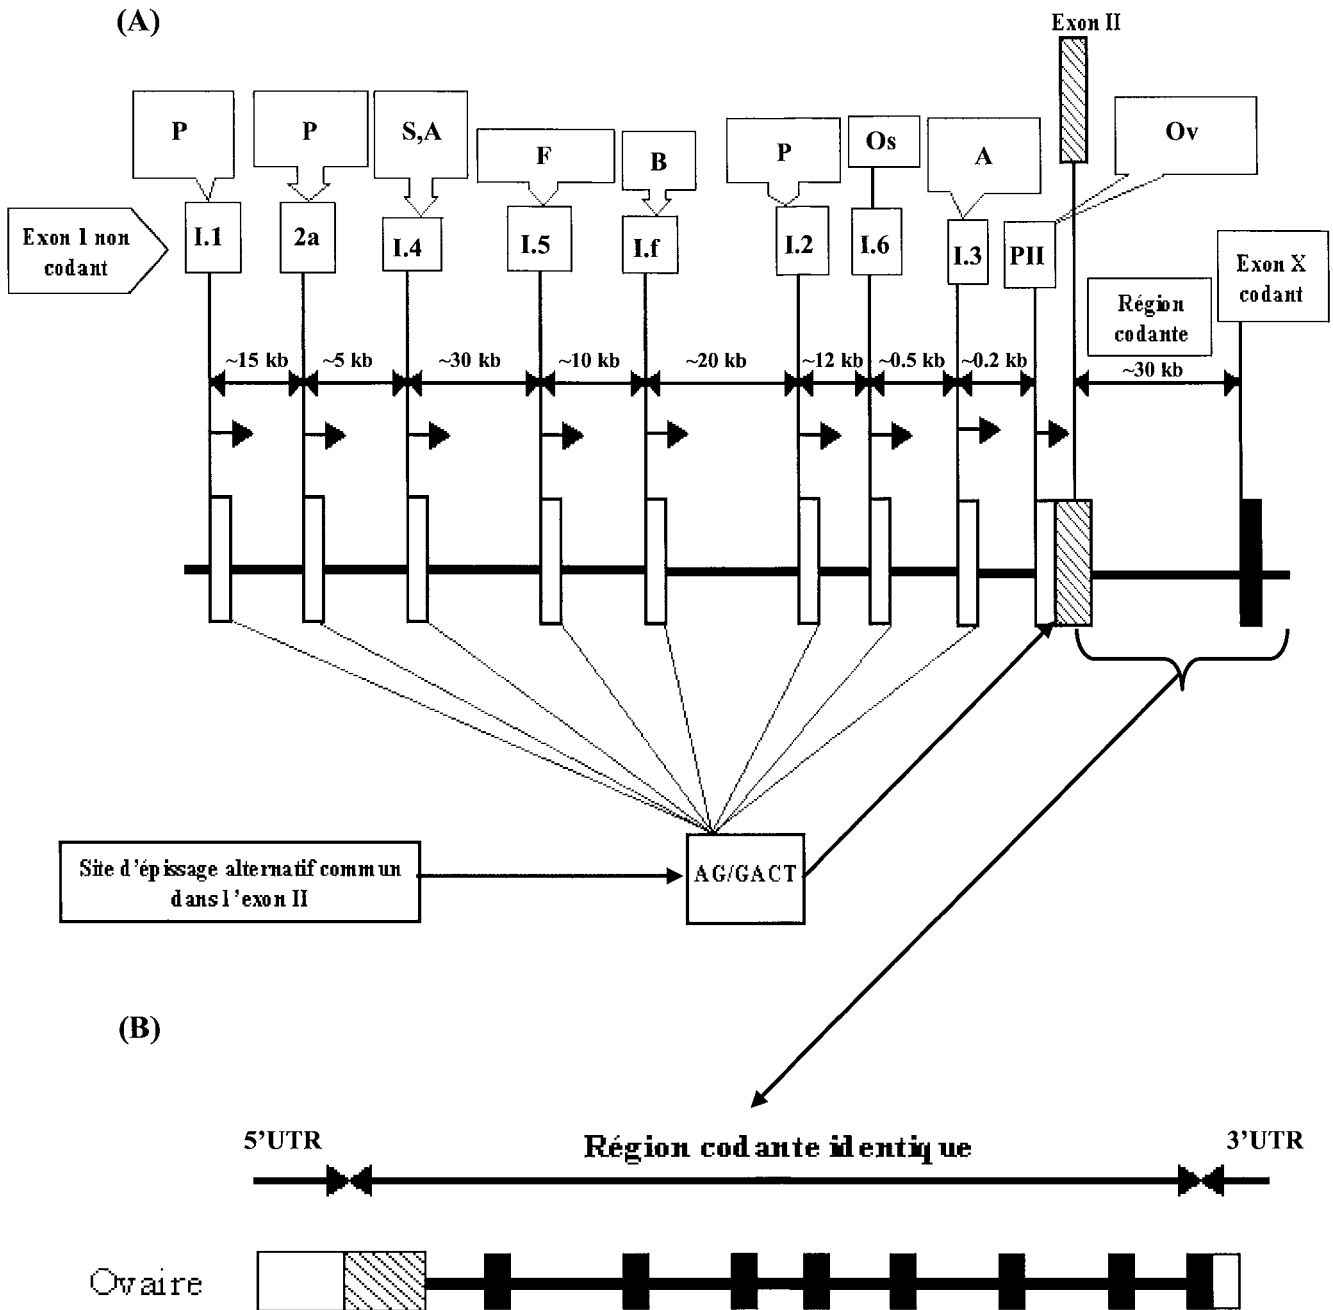 (A)
Exon II
P
P
S,A
F
B
P
Os
A
Ov
Exon 1 non
codant
I.1
2a
I.4
I.5
I.f
I.2
I.6
I.3
PII
Exon X
codant
Région
codante
~15 kb
~5 kb
~30 kb
~10 kb
~20 kb
~12 kb
~0.5 kb
~0.2 kb
~30 kb
Site d'épissage alternatif commun
dans l'exon II
AG/GACT
(B)
5'UTR
Région codante identique
3'UTR
Ovaire